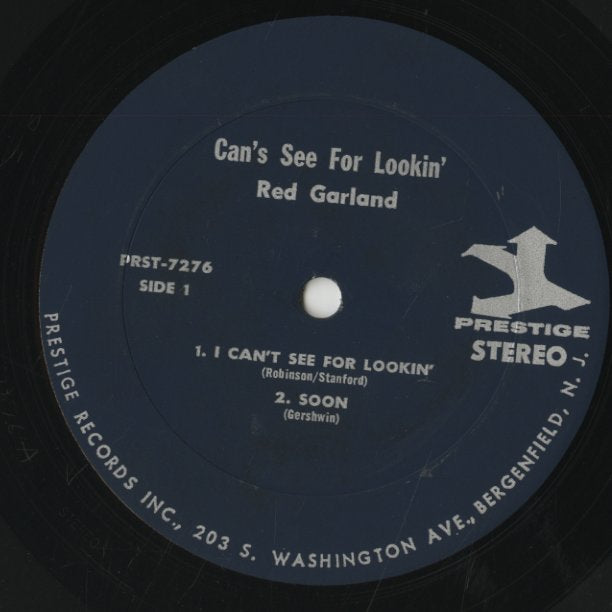 Can's See For Lookin'
Red Garland
PRST-7276
SIDE 1
PRESTIGE
STEREO
1. I CAN'T SEE FOR LOOKIN'
(Robinson/Stanford)
2. SOON
(Gershwin)
PRESTIGE RECORDS INC., 203 S. WASHINGTON AVE., BERGENFIELD, N. J.